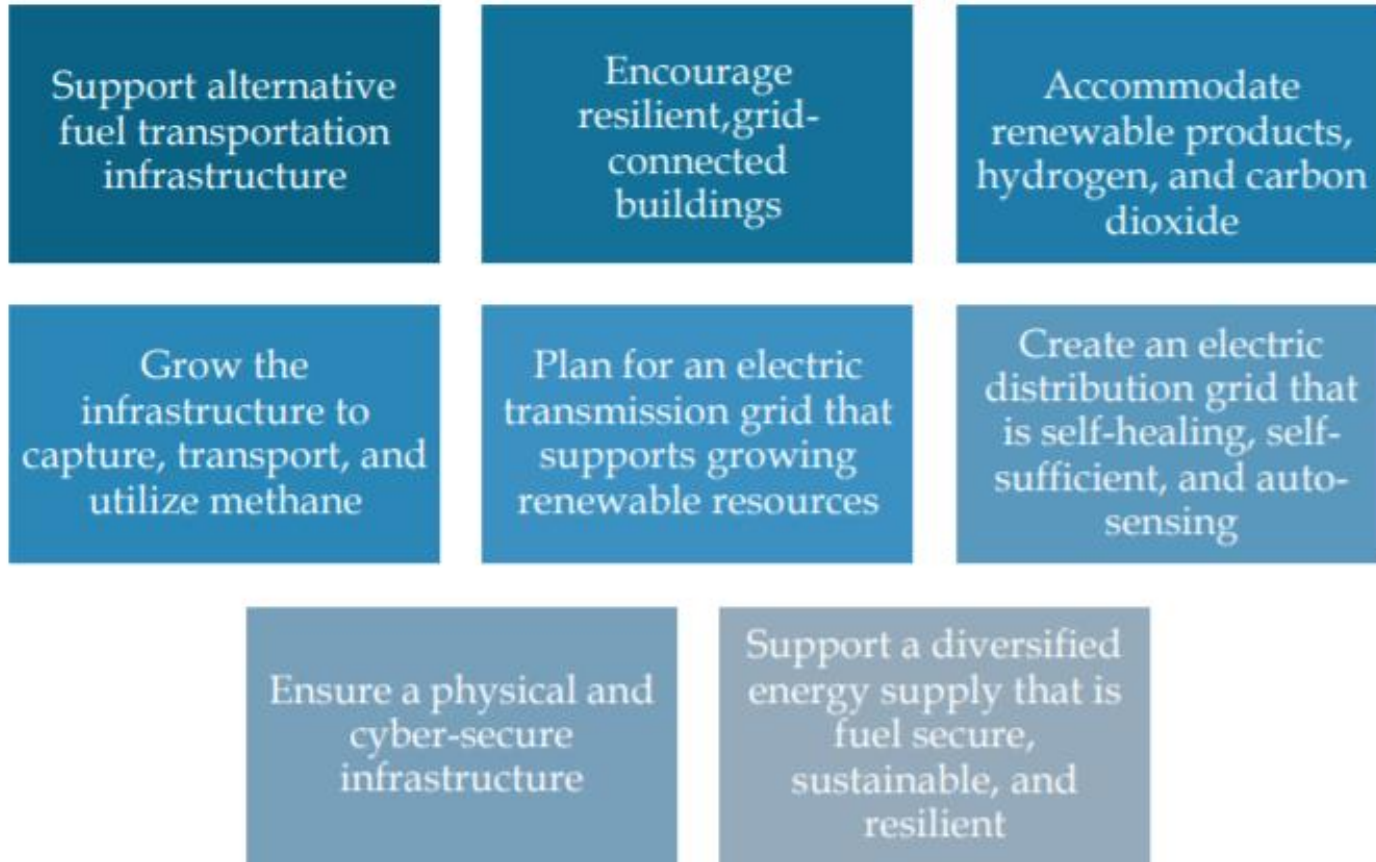 Support alternative
fuel transportation
infrastructure
Encourage
resilient,grid-
connected
buildings
Accommodate
renewable products,
hydrogen, and carbon
dioxide
Grow the
infrastructure to
capture, transport, and
utilize methane
Plan for an electric
transmission grid that
supports growing
renewable resources
Create an electric
distribution grid that
is self-healing, self-
sufficient, and auto-
sensing
Ensure a physical and
cyber-secure
infrastructure
Support a diversified
energy supply that is
fuel secure,
sustainable, and
resilient